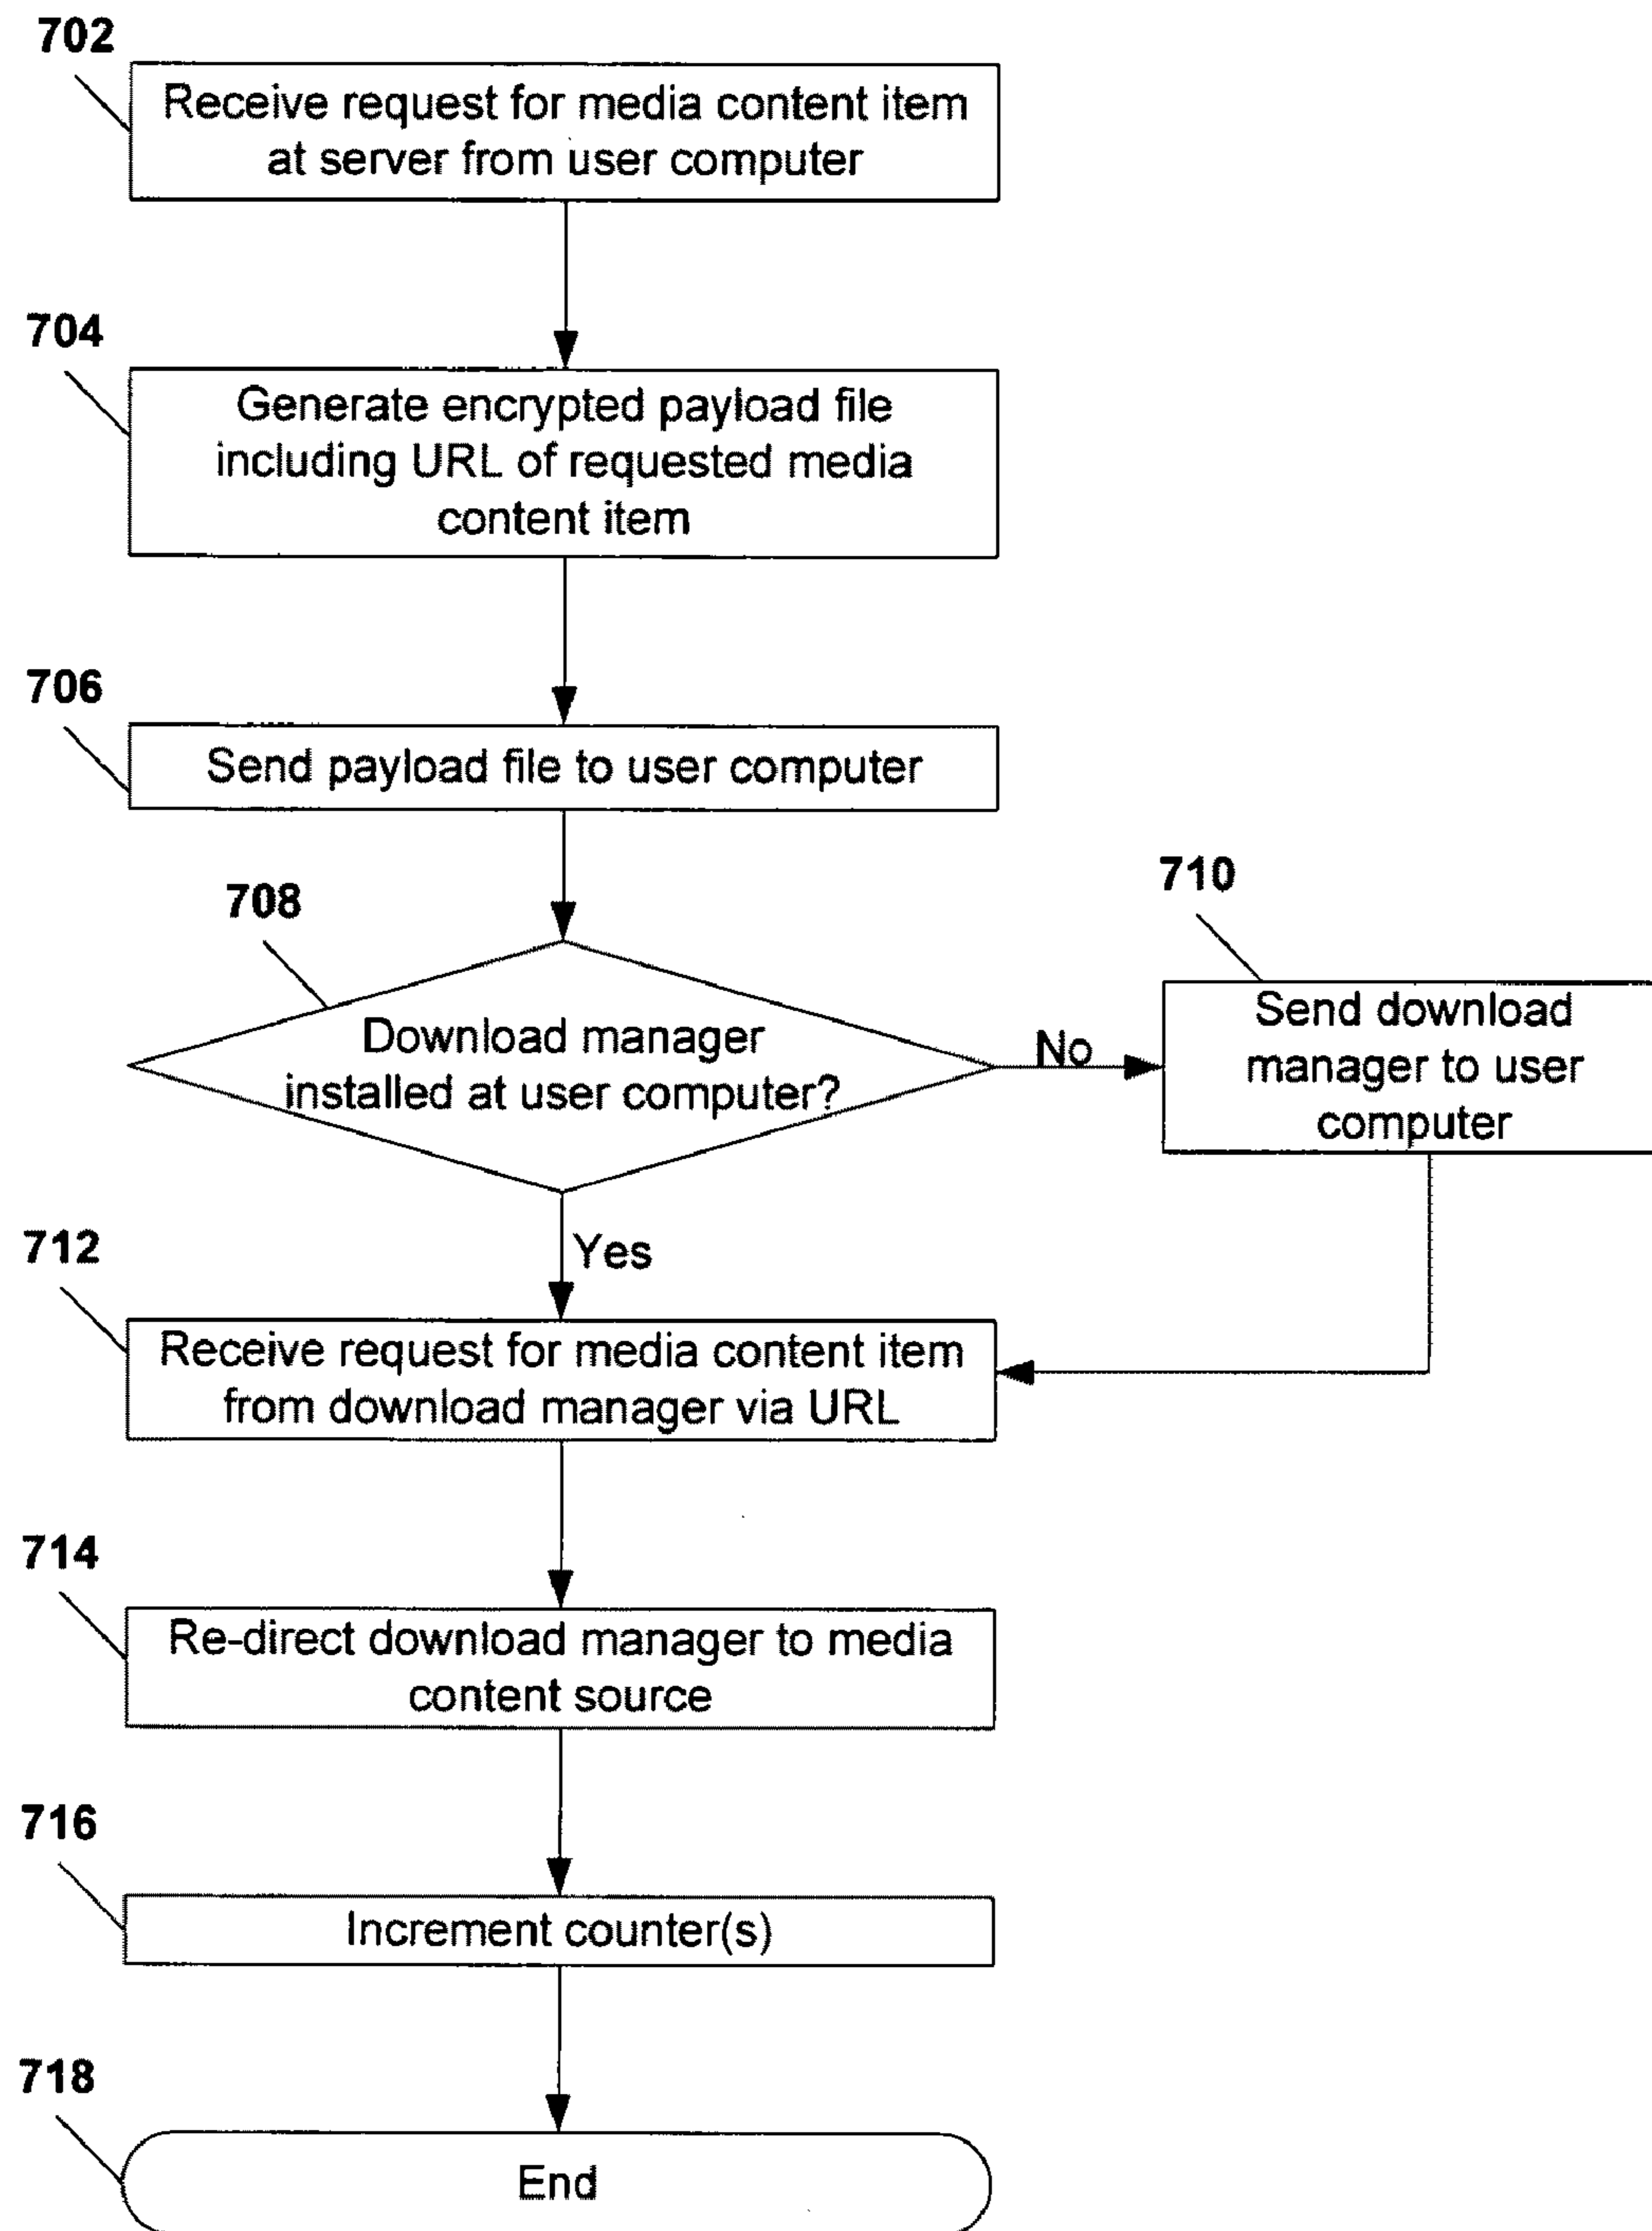 702
Receive request for media content item
at server from user computer
704
Generate encrypted payload file
including URL of requested media
content item
706
Send payload file to user computer
708
Download manager
installed at user computer?
No
710
Send download
manager to user
computer
Yes
712
Receive request for media content item
from download manager via URL
714
Re-direct download manager to media
content source
716
Increment counter(s)
718
End